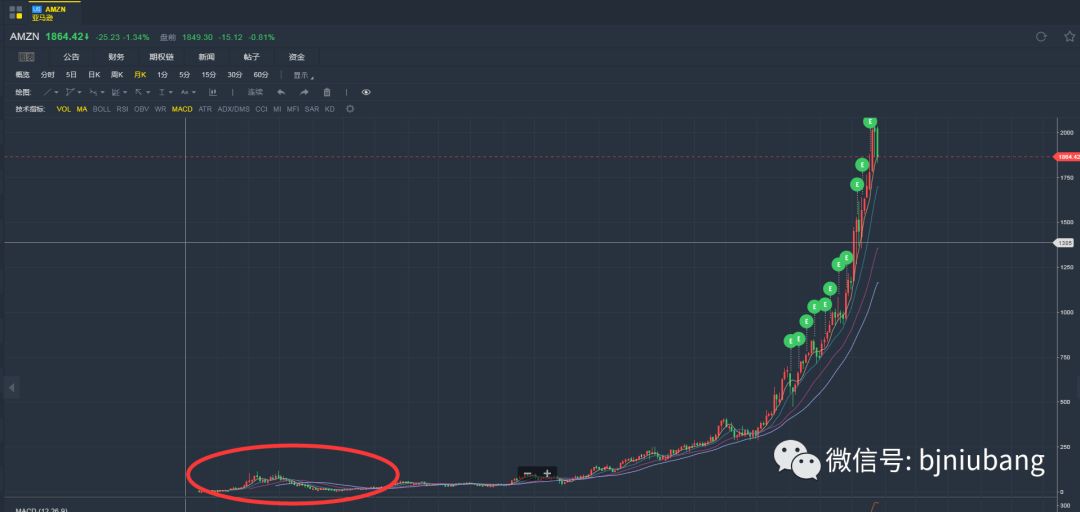 US AMZN
亚马逊
AMZN 1864.42 -25.23 -1.34% 盘前 1849.30 -15.12 -0.81%
公告 财务 期权链 新闻 帖子 资金
概览 分时 5日 日K 周K 月K 1分 5分 15分 30分 60分 显示
绘图: 连续
技术指标: VOL MA BOLL RSI OBV WR MACD ATR ADX/DMS CCI MI MFI SAR KD
E
2000
1864.42
E
E
1750
1500
1395
E
E
1250
E
E
E
E
E
E
750
500
250
微信号: bjniubang
0
300
MACD (12,26,9)